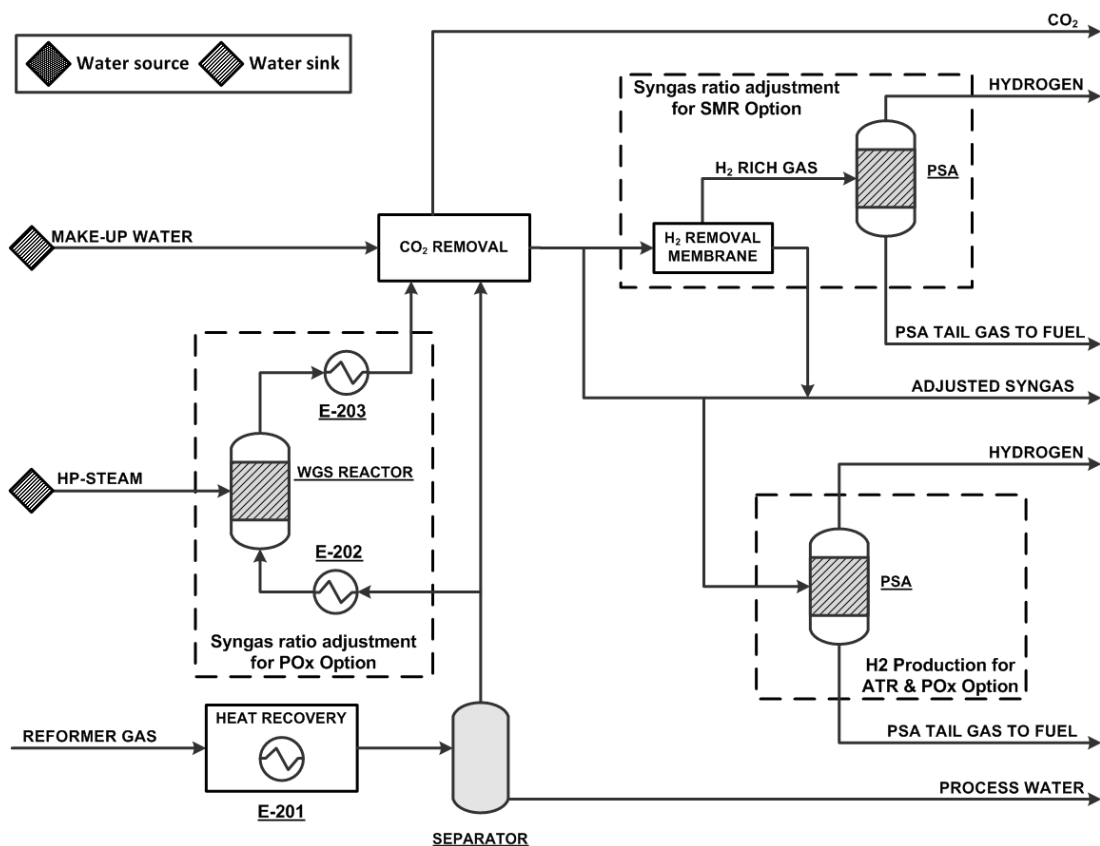 CO₂
Water source
Water sink
Syngas ratio adjustment
for SMR Option
HYDROGEN
H₂ RICH GAS
PSA
MAKE-UP WATER
CO₂ REMOVAL
H₂ REMOVAL
MEMBRANE
PSA TAIL GAS TO FUEL
ADJUSTED SYNGAS
E-203
HYDROGEN
HP-STEAM
WGS REACTOR
E-202
PSA
Syngas ratio adjustment
for POx Option
H2 Production for
ATR & POx Option
REFORMER GAS
HEAT RECOVERY
PSA TAIL GAS TO FUEL
PROCESS WATER
E-201
SEPARATOR